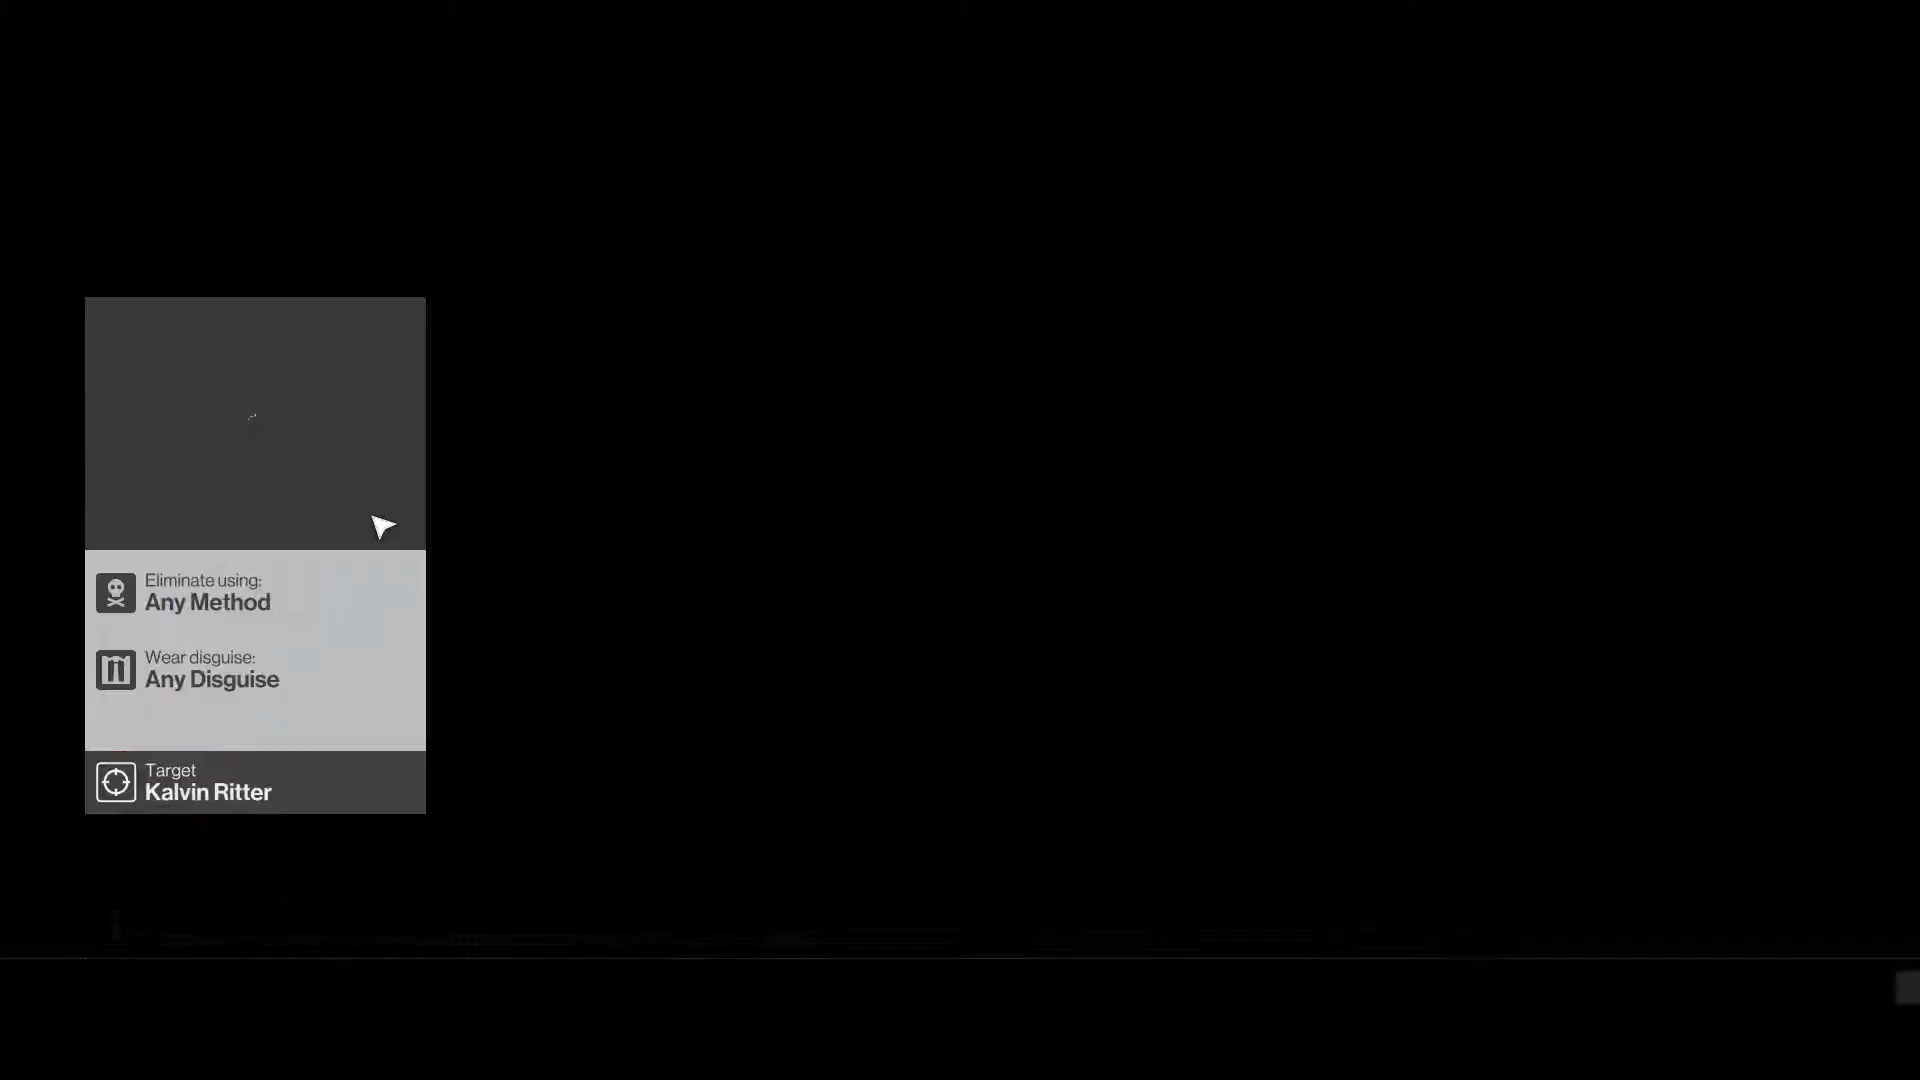 Eliminate using:
Any Method
Wear disguise:
Any Disguise
Target
Kalvin Ritter